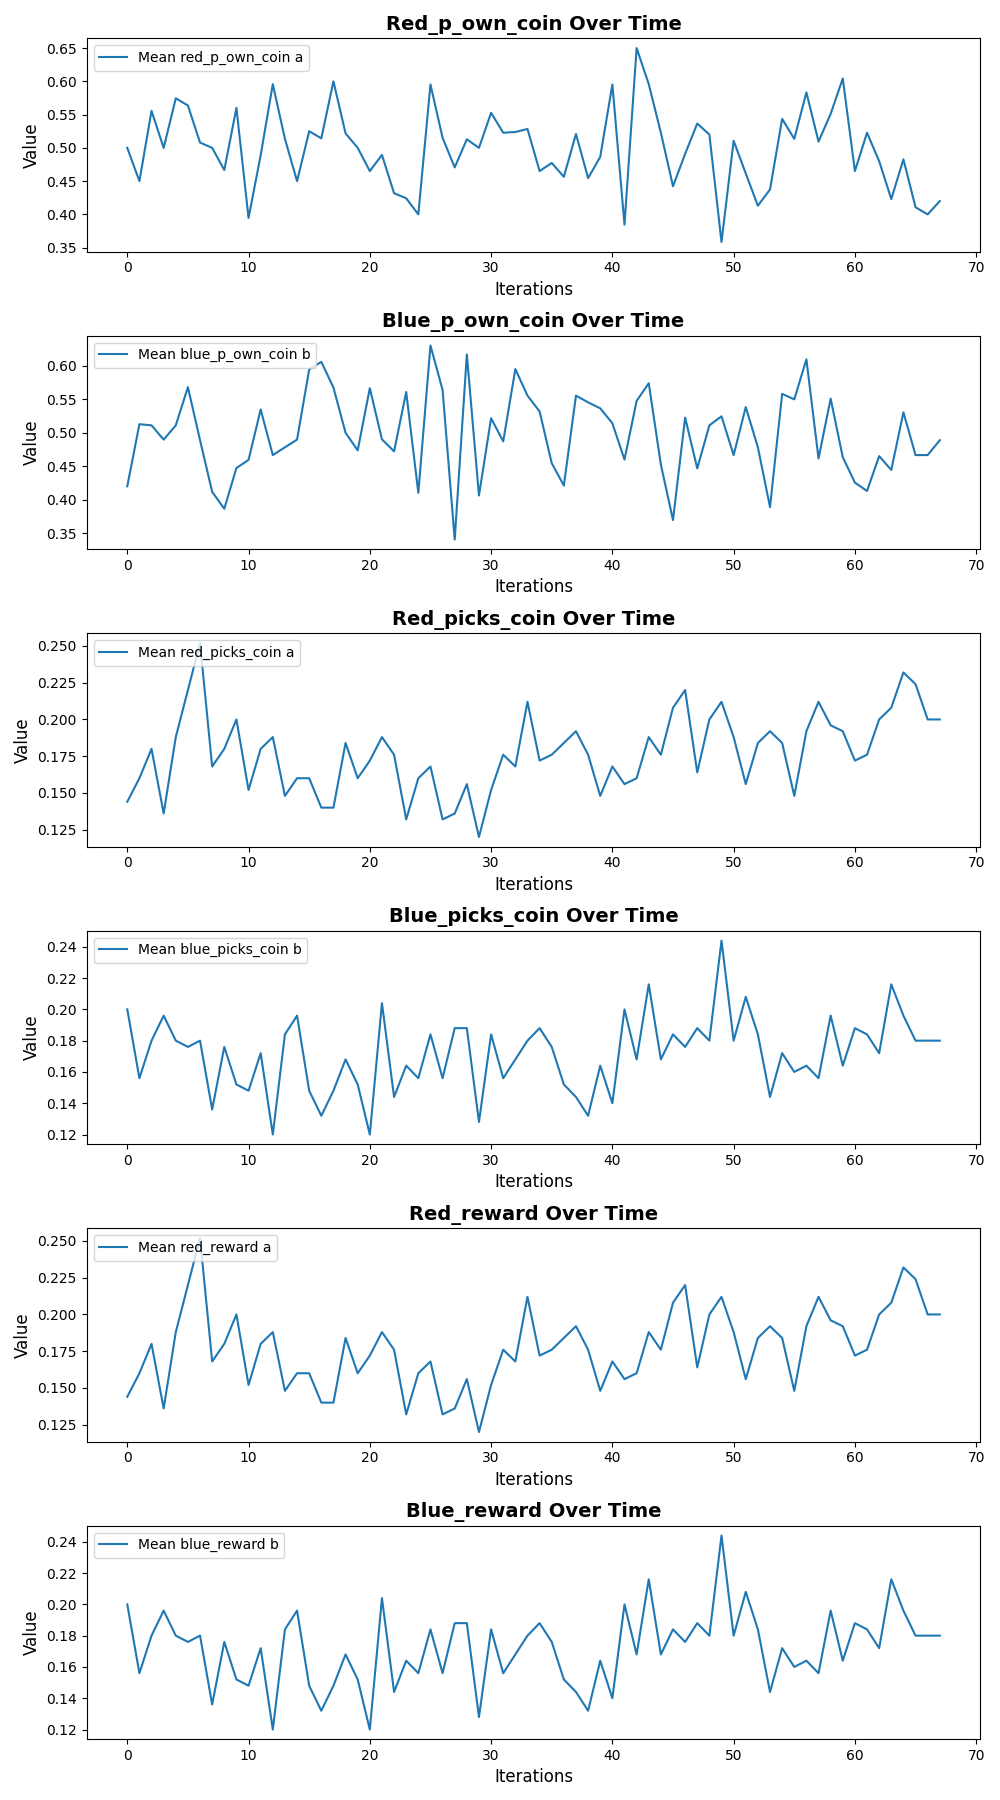 Red_p_own_coin Over Time
Mean red_p_own_coin a
Value
0.65
0.60
0.55
0.50
0.45
0.40
0.35
0 10 20 30 40 50 60 70
Iterations
Blue_p_own_coin Over Time
Mean blue_p_own_coin b
Value
0.60
0.55
0.50
0.45
0.40
0.35
0 10 20 30 40 50 60 70
Iterations
Red_picks_coin Over Time
Mean red_picks_coin a
Value
0.250
0.225
0.200
0.175
0.150
0.125
0 10 20 30 40 50 60 70
Iterations
Blue_picks_coin Over Time
Mean blue_picks_coin b
Value
0.24
0.22
0.20
0.18
0.16
0.14
0.12
0 10 20 30 40 50 60 70
Iterations
Red_reward Over Time
Mean red_reward a
Value
0.250
0.225
0.200
0.175
0.150
0.125
0 10 20 30 40 50 60 70
Iterations
Blue_reward Over Time
Mean blue_reward b
Value
0.24
0.22
0.20
0.18
0.16
0.14
0.12
0 10 20 30 40 50 60 70
Iterations